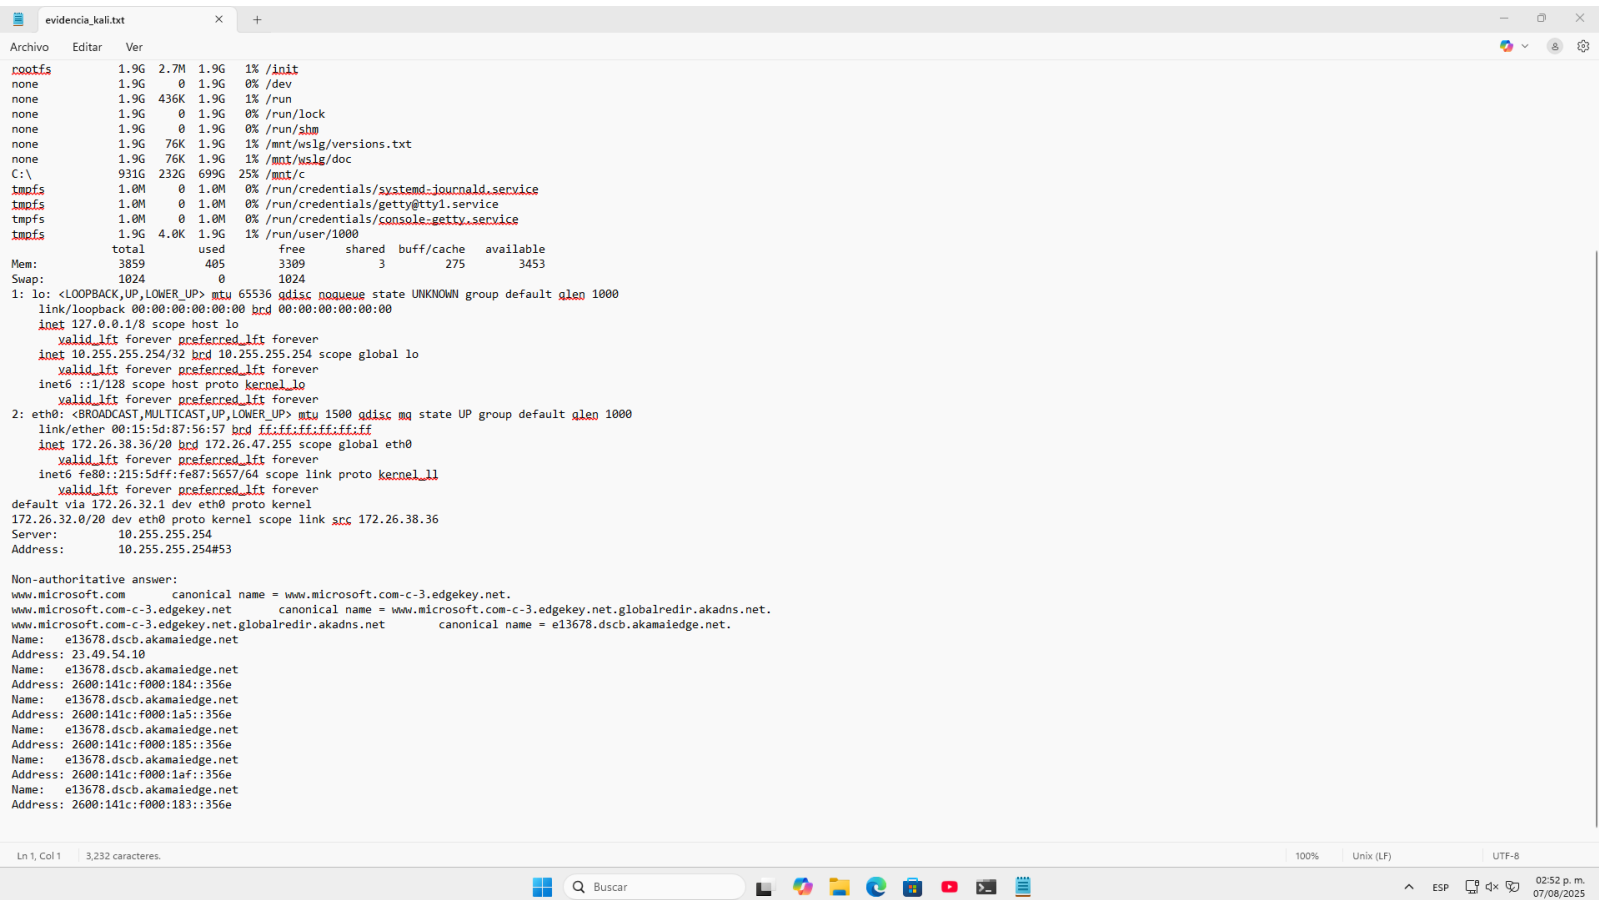 evidencia_kali.txt
Archivo Editar Ver
rootfs 1.9G 2.7M 1.9G 1% /init
none 1.9G 0 1.9G 0% /dev
none 1.9G 436K 1.9G 1% /run
none 1.9G 0 1.9G 0% /run/lock
none 1.9G 0 1.9G 0% /run/shm
none 1.9G 76K 1.9G 1% /mnt/wslg/versions.txt
none 1.9G 76K 1.9G 1% /mnt/wslg/doc
C:\ 931G 232G 699G 25% /mnt/c
tmpfs 1.0M 0 1.0M 0% /run/credentials/systemd-journald.service
tmpfs 1.0M 0 1.0M 0% /run/credentials/getty@tty1.service
tmpfs 1.0M 0 1.0M 0% /run/credentials/console-getty.service
tmpfs 1.9G 4.0K 1.9G 1% /run/user/1000
total used free shared buff/cache available
Mem: 3859 405 3309 3 275 3453
Swap: 1024 0 1024
1: lo: <LOOPBACK,UP,LOWER_UP> mtu 65536 qdisc noqueue state UNKNOWN group default qlen 1000
link/loopback 00:00:00:00:00:00 brd 00:00:00:00:00:00
inet 127.0.0.1/8 scope host lo
valid_lft forever preferred_lft forever
inet 10.255.255.254/32 brd 10.255.255.254 scope global lo
valid_lft forever preferred_lft forever
inet6 ::1/128 scope host proto kernel_lo
valid_lft forever preferred_lft forever
2: eth0: <BROADCAST,MULTICAST,UP,LOWER_UP> mtu 1500 qdisc mq state UP group default qlen 1000
link/ether 00:15:5d:87:56:57 brd ff:ff:ff:ff:ff:ff
inet 172.26.38.36/20 brd 172.26.47.255 scope global eth0
valid_lft forever preferred_lft forever
inet6 fe80::215:5dff:fe87:5657/64 scope link proto kernel_ll
valid_lft forever preferred_lft forever
default via 172.26.32.1 dev eth0 proto kernel
172.26.32.0/20 dev eth0 proto kernel scope link src 172.26.38.36
Server: 10.255.255.254
Address: 10.255.255.254#53
Non-authoritative answer:
www.microsoft.com canonical name = www.microsoft.com-c-3.edgekey.net.
www.microsoft.com-c-3.edgekey.net canonical name = www.microsoft.com-c-3.edgekey.net.globalredir.akadns.net.
www.microsoft.com-c-3.edgekey.net.globalredir.akadns.net canonical name = e13678.dscb.akamaiedge.net.
Name: e13678.dscb.akamaiedge.net
Address: 23.49.54.10
Name: e13678.dscb.akamaiedge.net
Address: 2600:141c:f000:184::356e
Name: e13678.dscb.akamaiedge.net
Address: 2600:141c:f000:1a5::356e
Name: e13678.dscb.akamaiedge.net
Address: 2600:141c:f000:185::356e
Name: e13678.dscb.akamaiedge.net
Address: 2600:141c:f000:1af::356e
Name: e13678.dscb.akamaiedge.net
Address: 2600:141c:f000:183::356e
Ln 1, Col 1 3,232 caracteres. 100% Unix (LF) UTF-8
Buscar
ESP
02:52 p. m.
07/08/2025